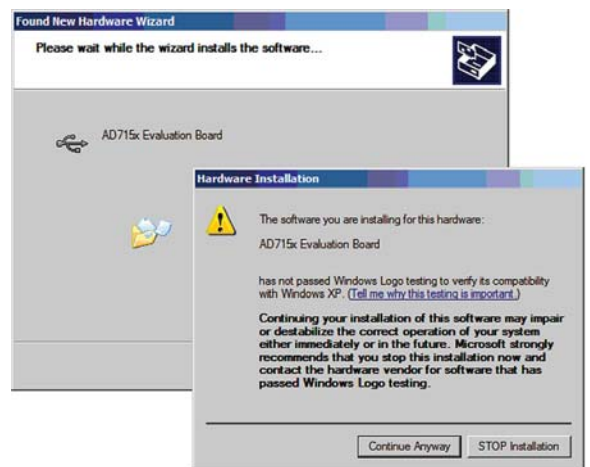 Found New Hardware Wizard
Please wait while the wizard installs the software...
AD715x Evaluation Board
Hardware Installation
The software you are installing for this hardware:
AD715x Evaluation Board
has not passed Windows Logo testing to verify its compatibility
with Windows XP. (Tell me why this testing is important.)
Continuing your installation of this software may impair
or destabilize the correct operation of your system
either immediately or in the future. Microsoft strongly
recommends that you stop this installation now and
contact the hardware vendor for software that has
passed Windows Logo testing.
Continue Anyway
STOP Installation